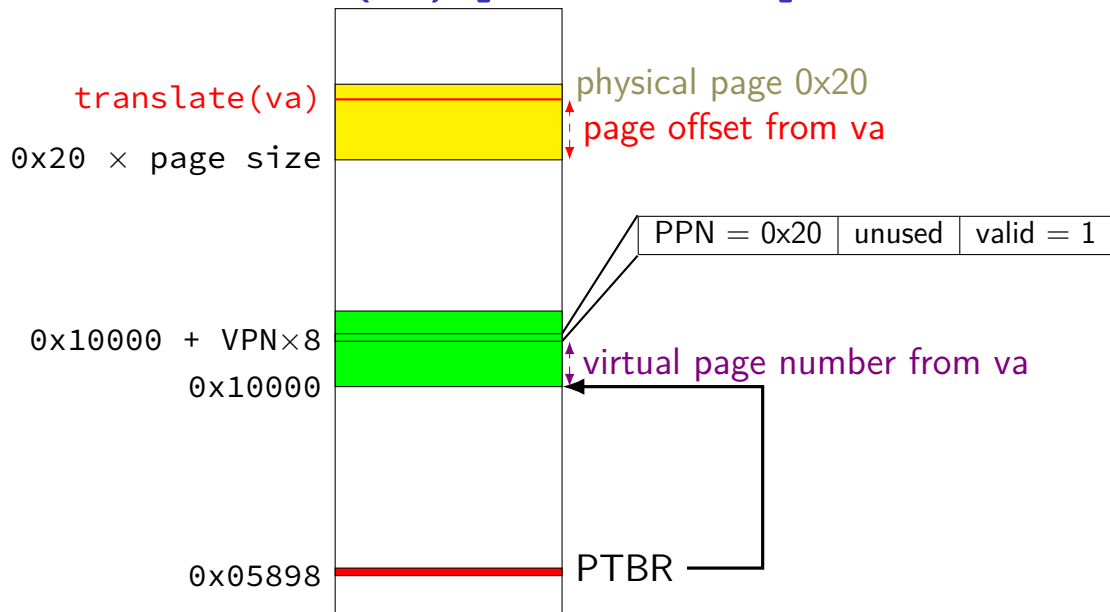 translate(va)
physical page 0x20
page offset from va
0x20 × page size
PPN = 0x20 unused valid = 1
0x10000 + VPN×8
virtual page number from va
0x10000
PTBR
0x05898